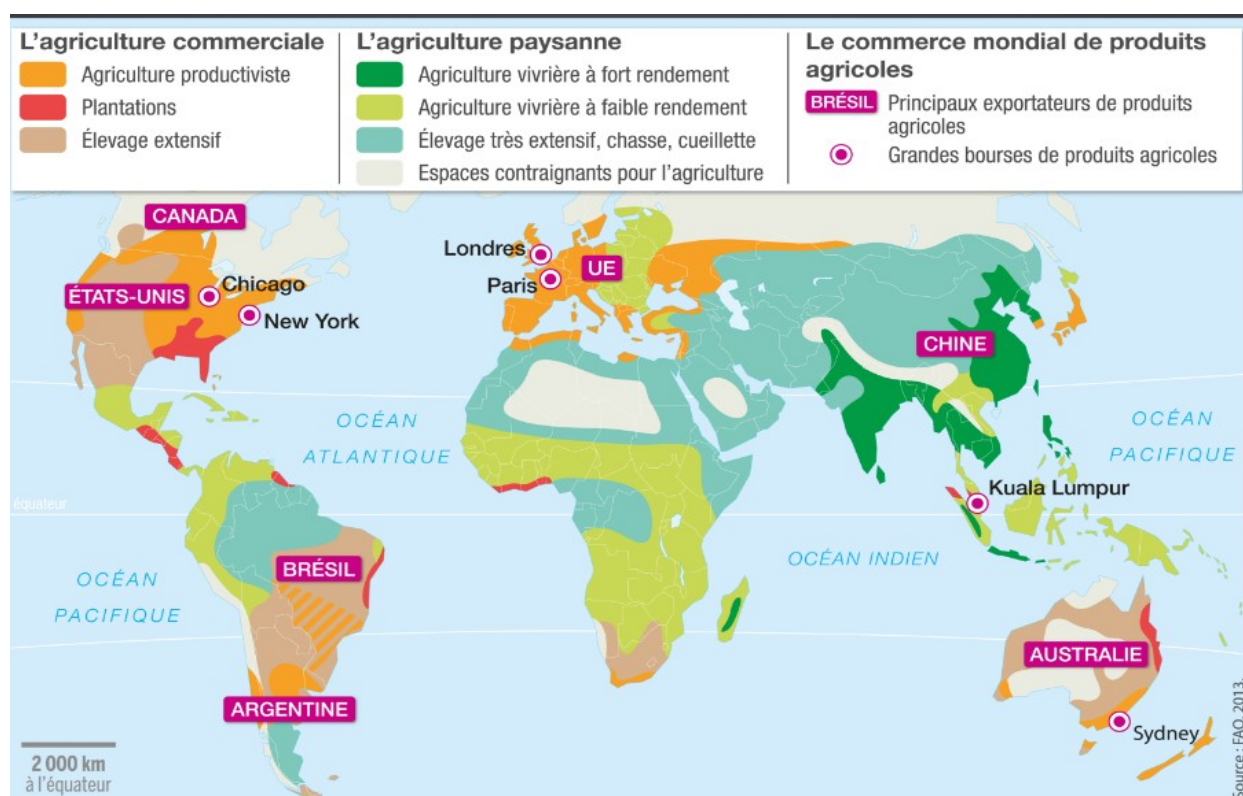 L'agriculture commerciale
Agriculture productiviste
Plantations
Élevage extensif
L'agriculture paysanne
Agriculture vivrière à fort rendement
Agriculture vivrière à faible rendement
Élevage très extensif, chasse, cueillette
Espaces contraignants pour l'agriculture
Le commerce mondial de produits
agricoles
BRÉSIL Principaux exportateurs de produits
agricoles
Grandes bourses de produits agricoles
CANADA
Londres
UE
Paris
ÉTATS-UNIS
Chicago
New York
CHINE
OCÉAN
ATLANTIQUE
OCÉAN
PACIFIQUE
Kuala Lumpur
équateur
OCÉAN INDIEN
BRÉSIL
OCÉAN
PACIFIQUE
AUSTRALIE
ARGENTINE
Sydney
2 000 km
à l'équateur
Source : FAO, 2013.